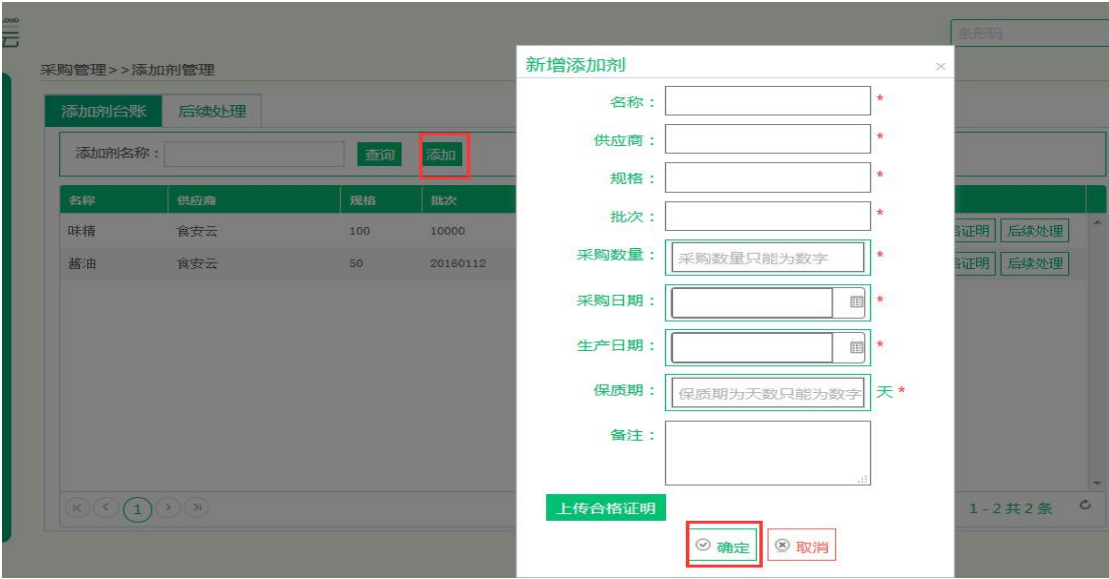 云
条形码
采购管理>>添加剂管理
添加剂台账 后续处理
添加剂名称： 查询 添加
名称 供应商 规格 批次
味精 食安云 100 10000 证明 后续处理
酱油 食安云 50 20160112 证明 后续处理
1
1 - 2 共 2 条
新增添加剂 ×
名称： *
供应商： *
规格： *
批次： *
采购数量： 采购数量只能为数字 *
采购日期： *
生产日期： *
保质期： 保质期为天数只能为数字 天 *
备注：
上传合格证明
确定 取消